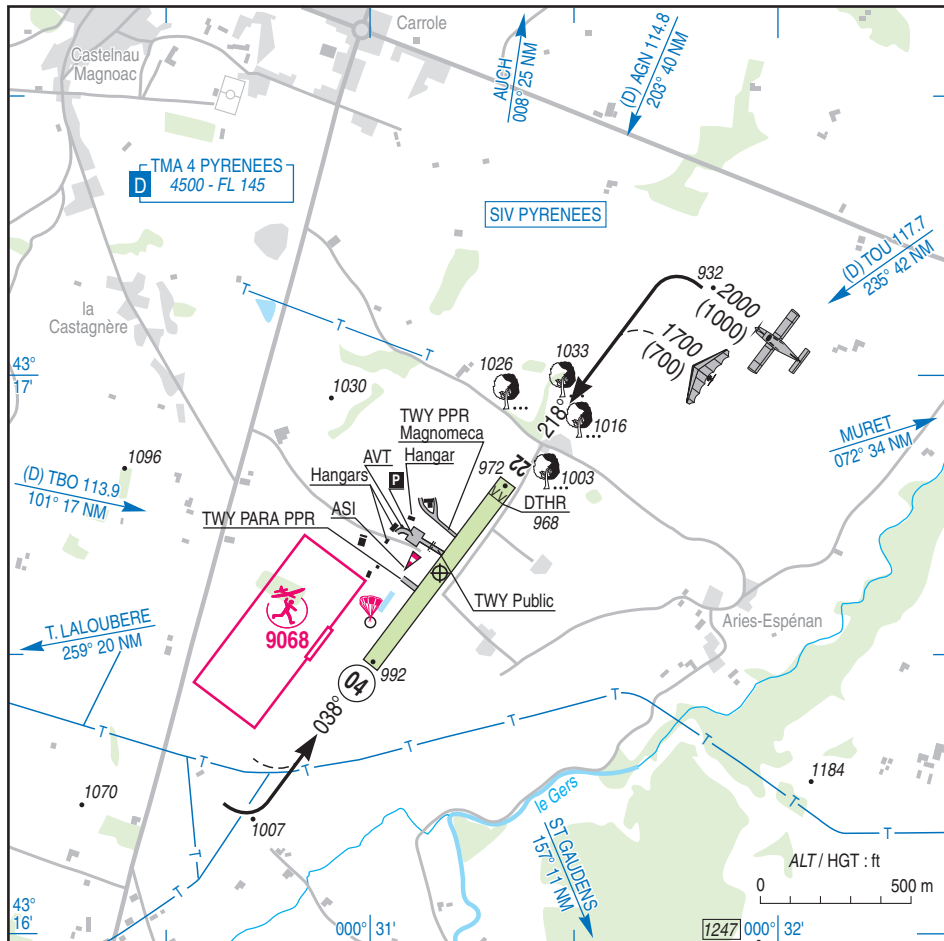 Carrole
Castelnau
Magnoac
AUCH
008° 25 NM
(D) AGN 114.8
203° 40 NM
TMA 4 PYRENEES
D
4500 - FL 145
SIV PYRENEES
(D) TOU 117.7
235° 42 NM
932
2000
(1000)
1700
(700)
T
T
la
Castagnère
43°
17'
1026
1033
1030
1016
218°
TWY PPR
Magnomeca
MURET
072° 34 NM
AVT
Hangar
P
Hangars
972
22
1003
1096
(D) TBO 113.9
101° 17 NM
ASI
DTHR
968
TWY PARA PPR
TWY Public
9068
Aries-Espénan
T. LALOUBERE
259° 20 NM
992
04
038°
T
T
T
T
T
T
T
T
T
T
1184
1070
1007
le Gers
ST GAUDENS
157° 11 NM
ALT / HGT : ft
0
500 m
43°
16'
000° 31'
1247
000° 32'